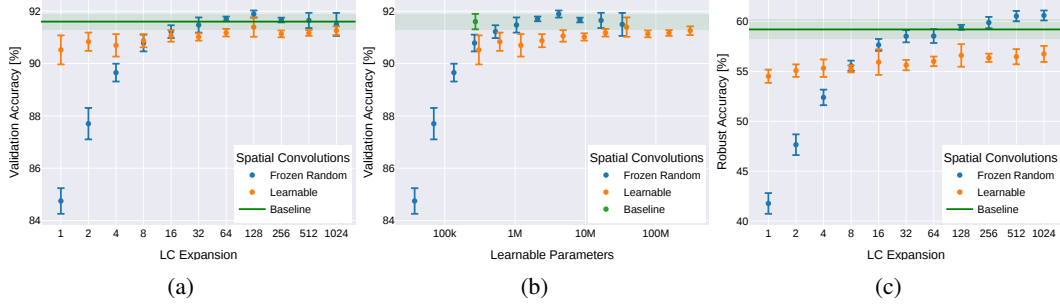 92
90
88
86
84
Validation Accuracy [%]
1
2
4
8
16
32
64
128
256
512
1024
LC Expansion
Spatial Convolutions
Frozen Random
Learnable
Baseline
(a)
92
90
88
86
84
Validation Accuracy [%]
100k
1M
10M
100M
Learnable Parameters
Spatial Convolutions
Frozen Random
Learnable
Baseline
(b)
60
55
50
45
40
Robust Accuracy [%]
1
2
4
8
16
32
64
128
256
512
1024
LC Expansion
Spatial Convolutions
Frozen Random
Learnable
Baseline
(c)